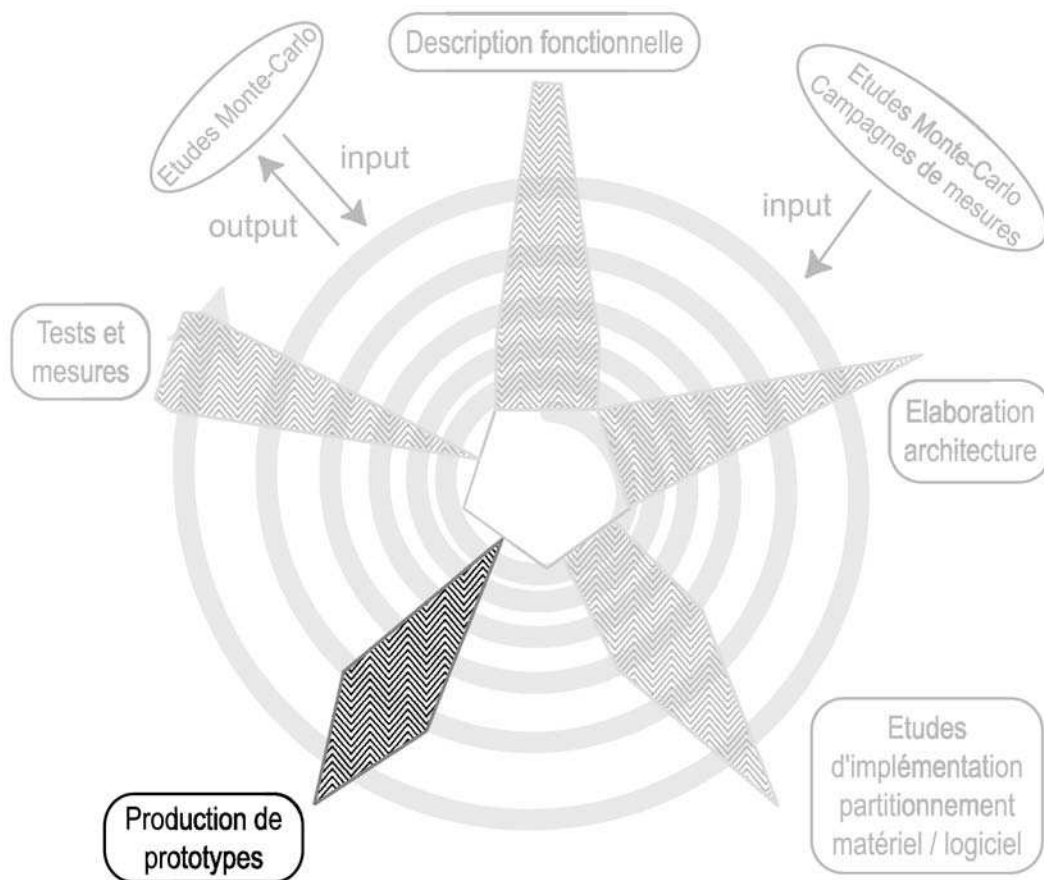 Description fonctionnelle
Etudes Monte-Carlo
input
output
Etudes Monte-Carlo
Campagnes de mesures
input
Tests et
mesures
Elaboration
architecture
Etudes
d'implémentation
partitionnement
matériel / logiciel
Production de
prototypes